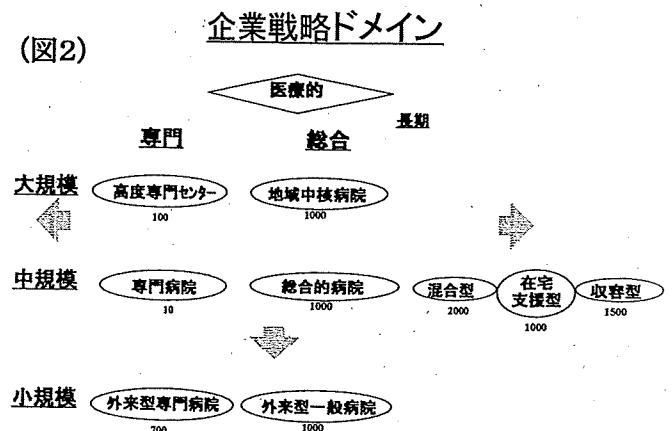 企業戦略ドメイン
(図2)
医療的
長期
専門
総合
大規模
高度専門センター
地域中核病院
100
1000
中規模
専門病院
総合的病院
混合型
在宅
支援型
収容型
10
1000
2000
1000
1500
小規模
外来型専門病院
外来型一般病院
700
1000